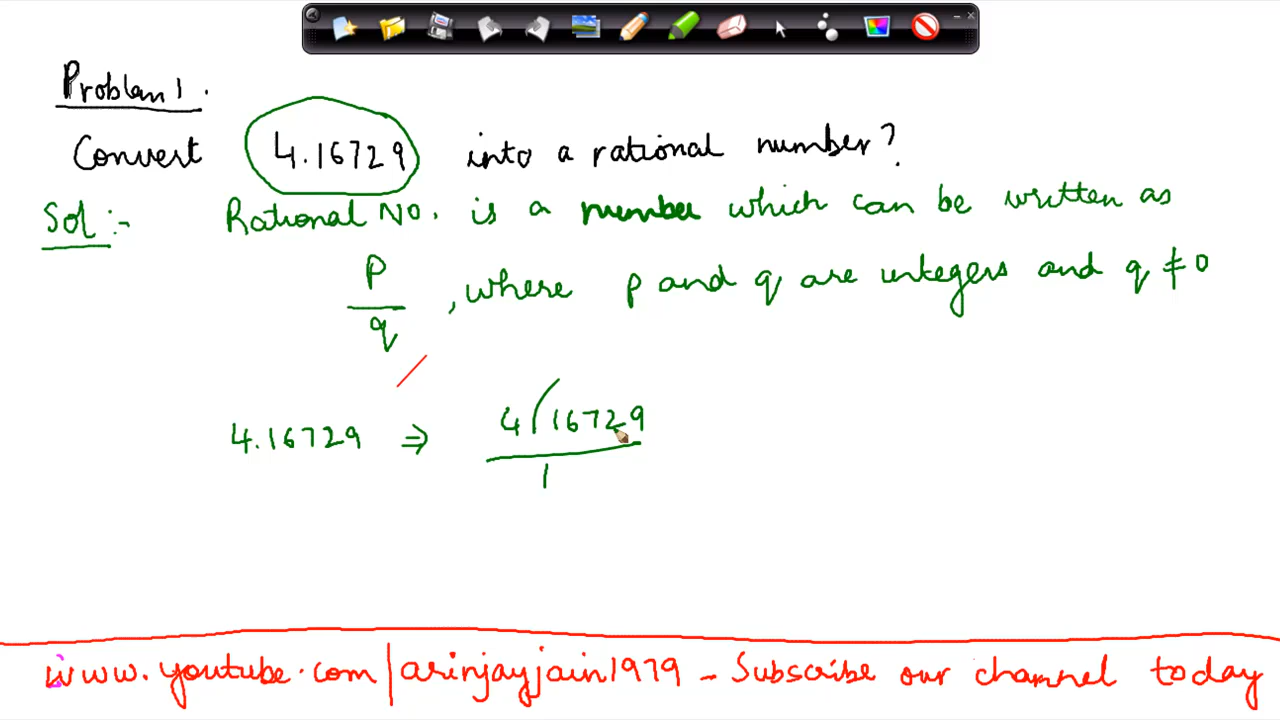 Problem 1.
Convert 4.16729 into a rational number?
Sol :- Rational NO. is a number which can be written as
p/q, where p and q are integers and q ≠ 0
4.16729 ⇒ 4(16729
1
www.youtube.com/arinjayjain1979 - Subscribe our channel today